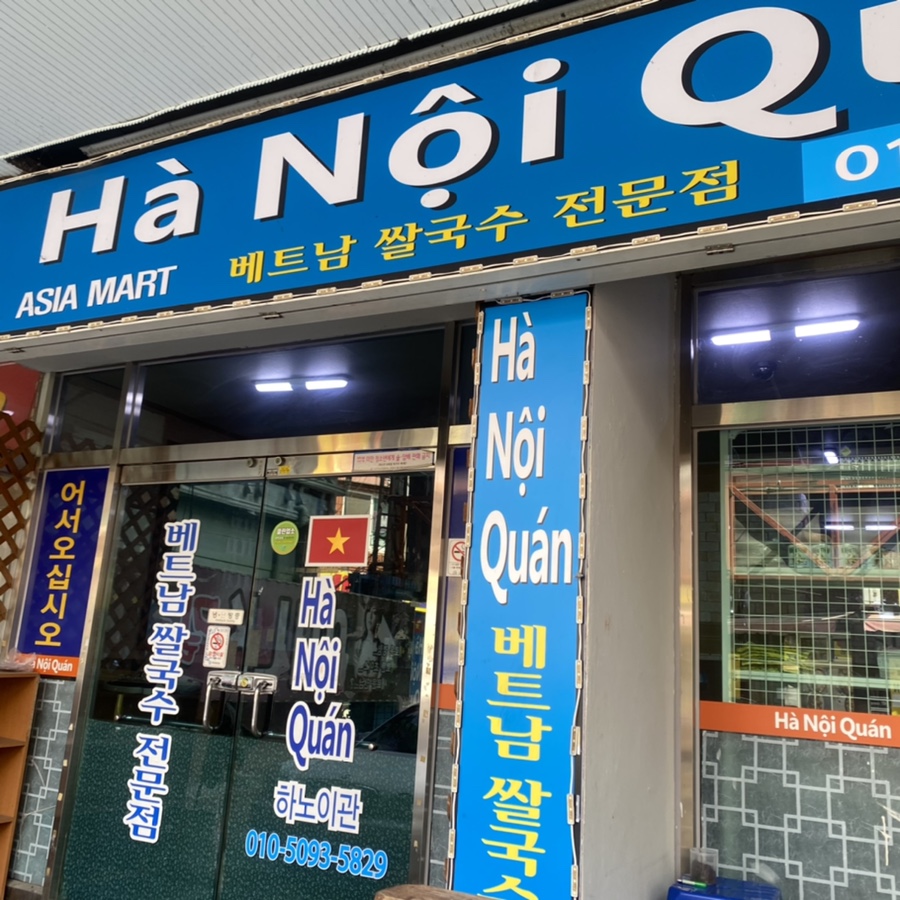 Hà Nội Qu
01
ASIA MART
베트남 쌀국수 전문점
Hà
Nội
Quán
베트남 쌀국수
어서오십시오
Nội Quán
베트남 쌀국수 전문점
Hà
Nội
Quán
하노이관
010-5093-5829
Hà Nội Quán